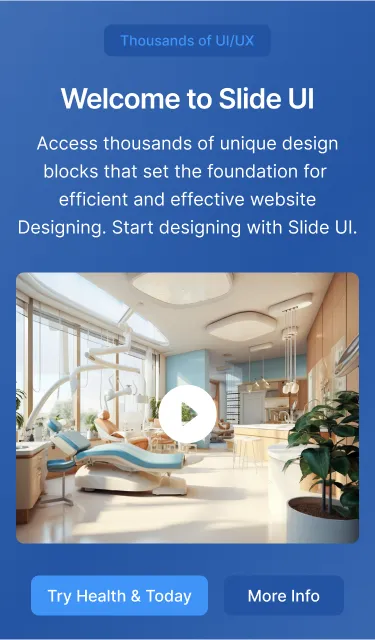 Thousands of UI/UX
Welcome to Slide UI
Access thousands of unique design
blocks that set the foundation for
efficient and effective website
Designing. Start designing with Slide UI.
Try Health & Today
More Info